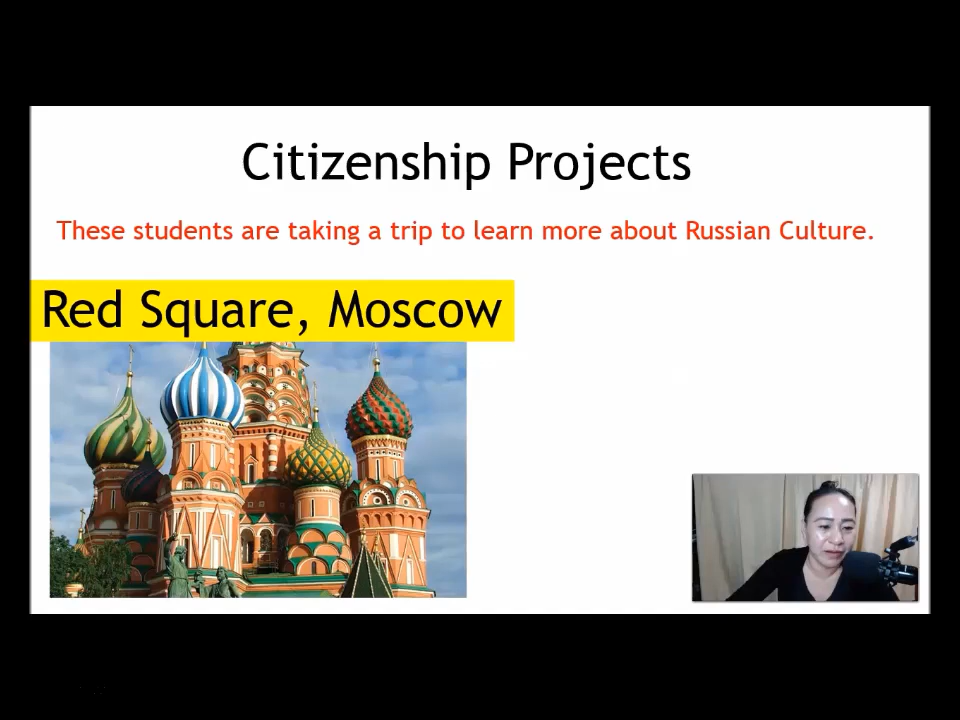 Citizenship Projects
These students are taking a trip to learn more about Russian Culture.
Red Square, Moscow